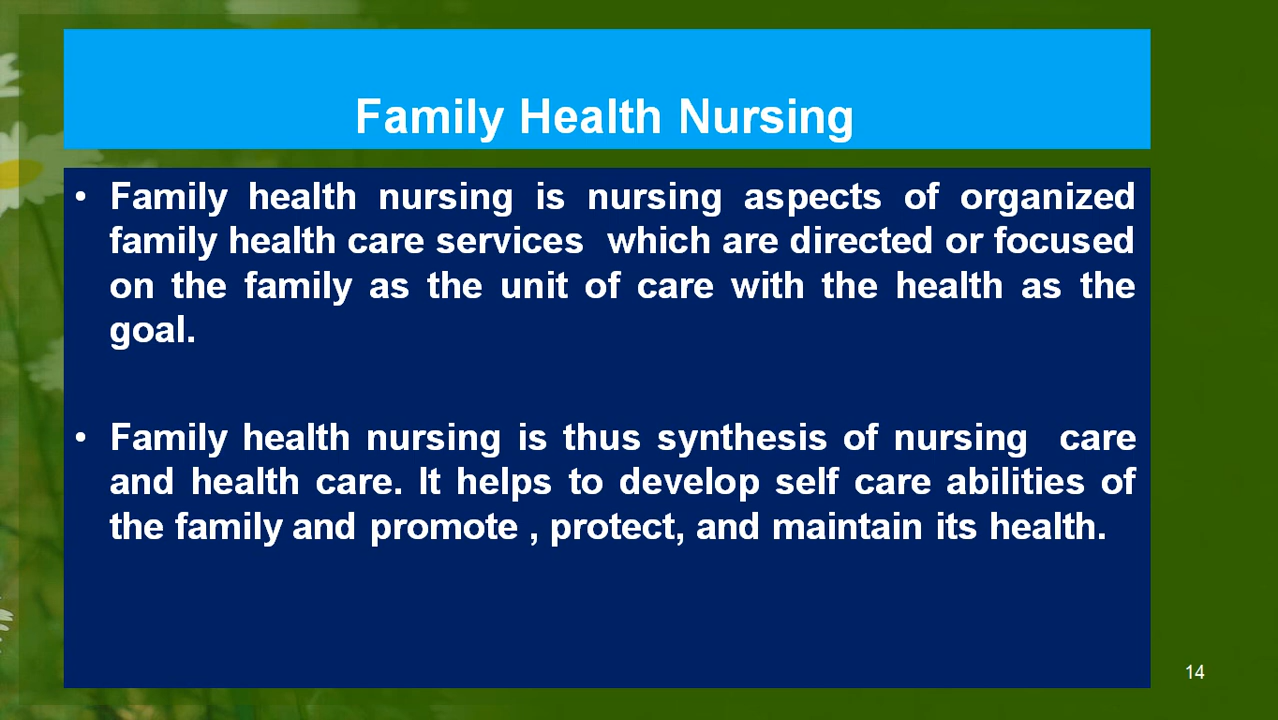 Family Health Nursing
• Family health nursing is nursing aspects of organized
family health care services  which are directed or focused
on the family as the unit of care with the health as the
goal.
• Family health nursing is thus synthesis of nursing  care
and health care. It helps to develop self care abilities of
the family and promote , protect, and maintain its health.
14